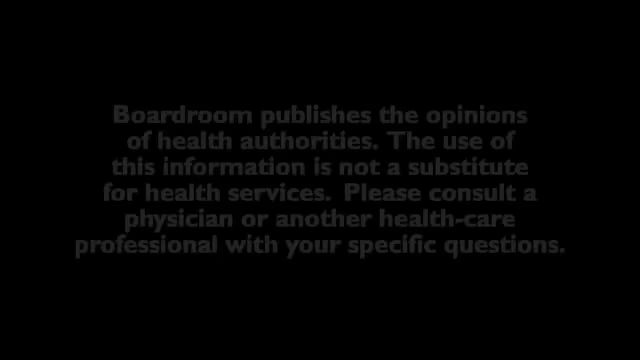 Boardroom publishes the opinions
of health authorities. The use of
this information is not a substitute
for health services. Please consult a
physician or another health-care
professional with your specific questions.